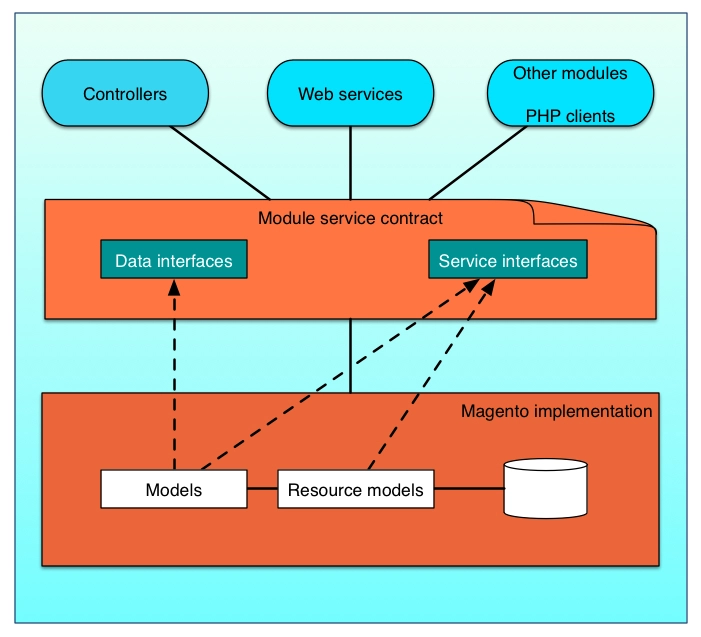 Controllers
Web services
Other modules
PHP clients
Module service contract
Data interfaces
Service interfaces
Magento implementation
Models
Resource models